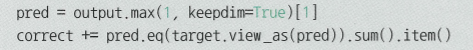 pred = output.max(1, keepdim=True)[1]
correct += pred.eq(target.view_as(pred)).sum().item()